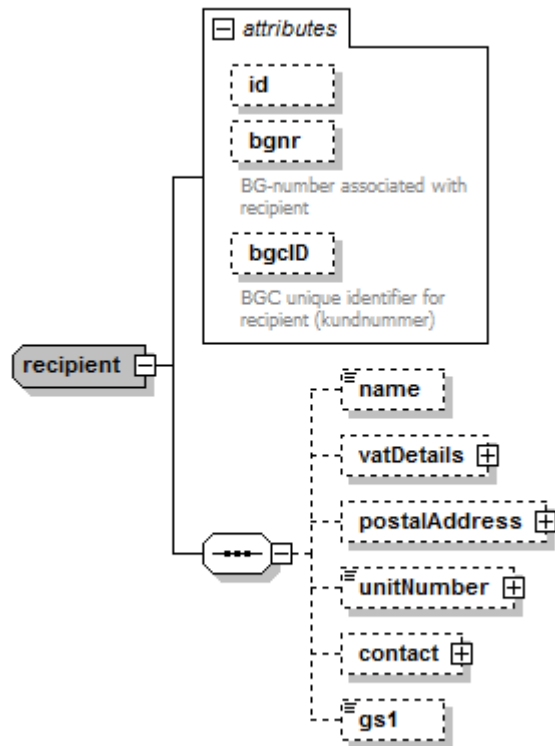 attributes
id
bgnr
BG-number associated with
recipient
bgcID
BGC unique identifier for
recipient (kundnummer)
recipient
name
vatDetails
postalAddress
unitNumber
contact
gs1